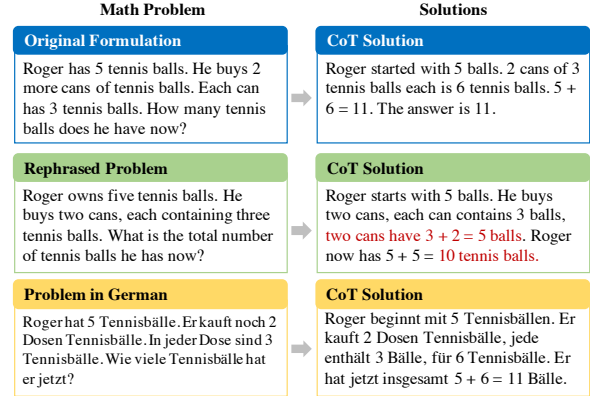 Math Problem
Solutions
Original Formulation
Roger has 5 tennis balls. He buys 2
more cans of tennis balls. Each can
has 3 tennis balls. How many tennis
balls does he have now?
CoT Solution
Roger started with 5 balls. 2 cans of 3
tennis balls each is 6 tennis balls. 5 +
6 = 11. The answer is 11.
Rephrased Problem
Roger owns five tennis balls. He
buys two cans, each containing three
tennis balls. What is the total number
of tennis balls he has now?
CoT Solution
Roger starts with 5 balls. He buys
two cans, each can contains 3 balls,
two cans have 3 + 2 = 5 balls. Roger
now has 5 + 5 = 10 tennis balls.
Problem in German
Roger hat 5 Tennisbälle. Er kauft noch 2
Dosen Tennisbälle. In jeder Dose sind 3
Tennisbälle. Wie viele Tennisbälle hat
er jetzt?
CoT Solution
Roger beginnt mit 5 Tennisbällen. Er
kauft 2 Dosen Tennisbälle, jede
enthält 3 Bälle, für 6 Tennisbälle. Er
hat jetzt insgesamt 5 + 6 = 11 Bälle.